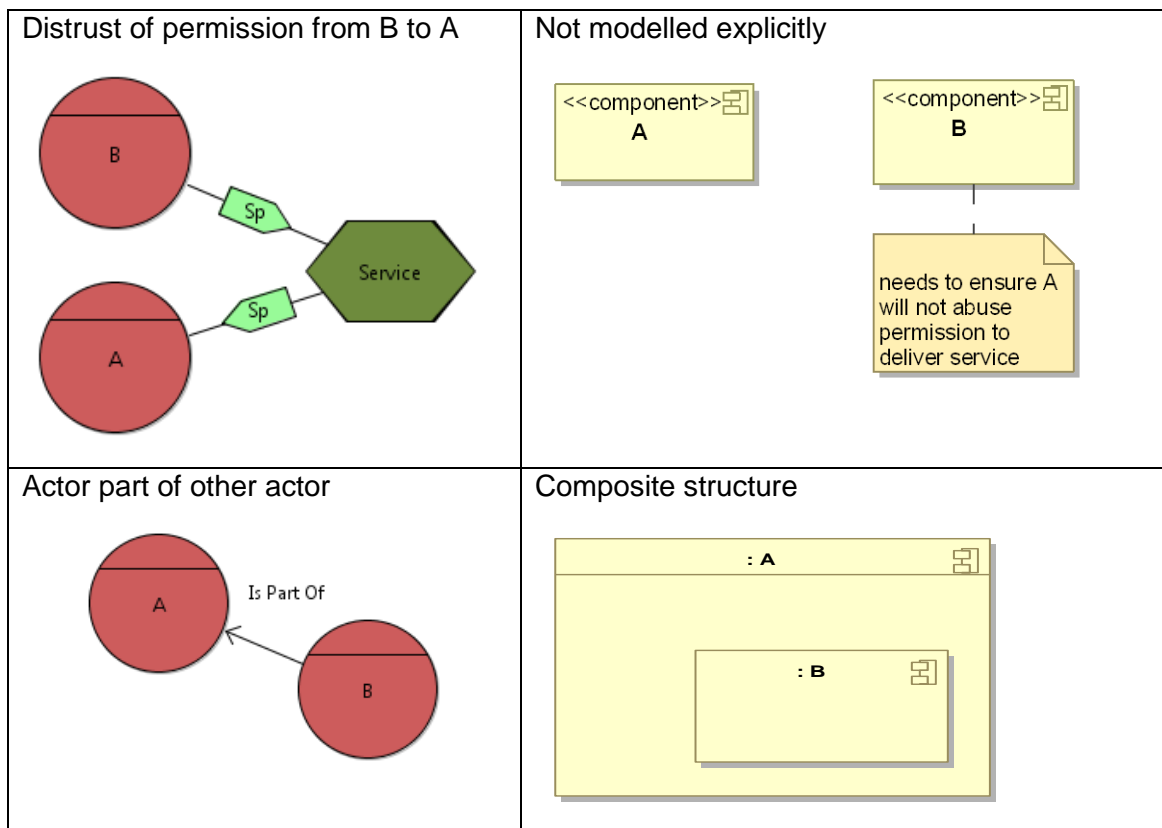 Distrust of permission from B to A
B
Sp
Service
Sp
A
Not modelled explicitly
<<component>>
A
<<component>>
B
needs to ensure A
will not abuse
permission to
deliver service
Actor part of other actor
A
Is Part Of
B
Composite structure
: A
: B